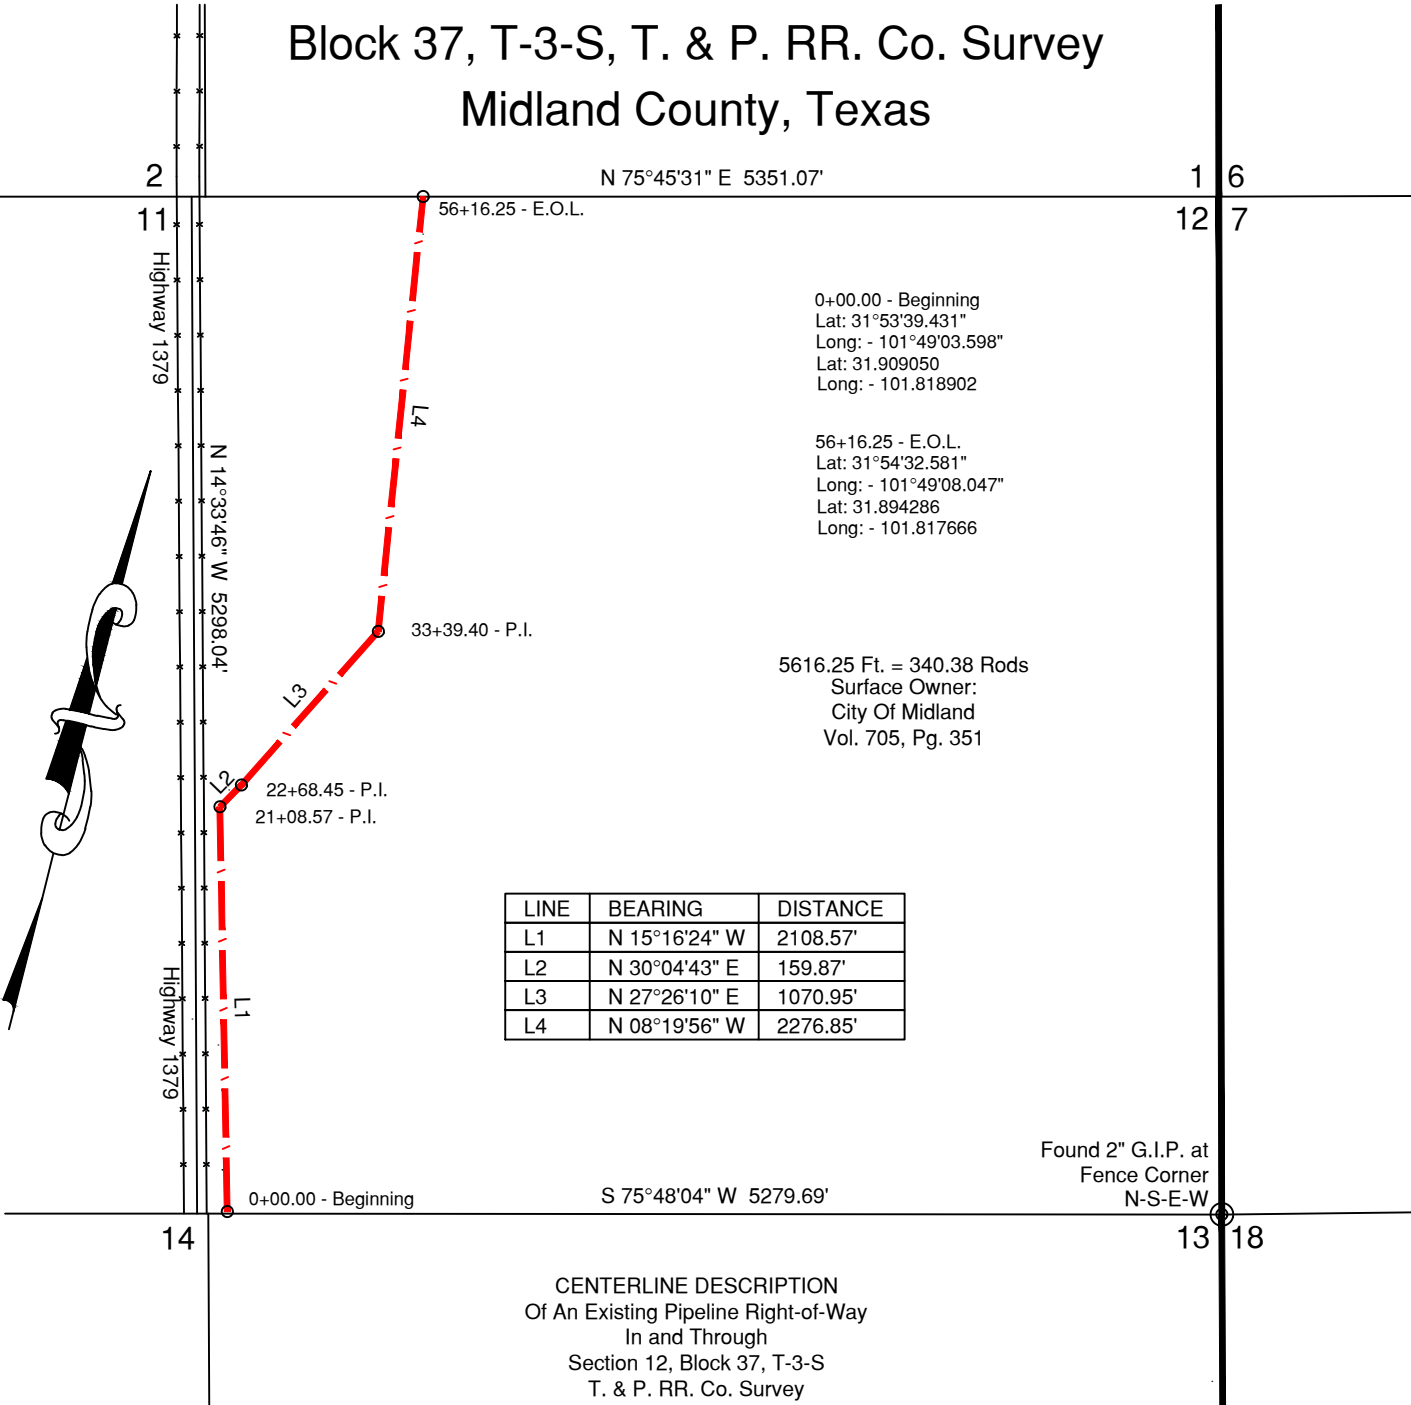 Block 37, T-3-S, T. & P. RR. Co. Survey
Midland County, Texas
2
N 75°45'31" E 5351.07'
1 6
11
56+16.25 - E.O.L.
12 7
Highway 1379
0+00.00 - Beginning
Lat: 31°53'39.431"
Long: - 101°49'03.598"
Lat: 31.909050
Long: - 101.818902
L4
N 14°33'46" W 5298.04'
56+16.25 - E.O.L.
Lat: 31°54'32.581"
Long: - 101°49'08.047"
Lat: 31.894286
Long: - 101.817666
33+39.40 - P.I.
5616.25 Ft. = 340.38 Rods
Surface Owner:
City Of Midland
Vol. 705, Pg. 351
L3
L2
22+68.45 - P.I.
21+08.57 - P.I.
LINE BEARING DISTANCE
L1 N 15°16'24" W 2108.57'
L2 N 30°04'43" E 159.87'
L3 N 27°26'10" E 1070.95'
L4 N 08°19'56" W 2276.85'
Highway 1379
L1
Found 2" G.I.P. at
Fence Corner
N-S-E-W
0+00.00 - Beginning
S 75°48'04" W 5279.69'
14
13 18
CENTERLINE DESCRIPTION
Of An Existing Pipeline Right-of-Way
In and Through
Section 12, Block 37, T-3-S
T. & P. RR. Co. Survey